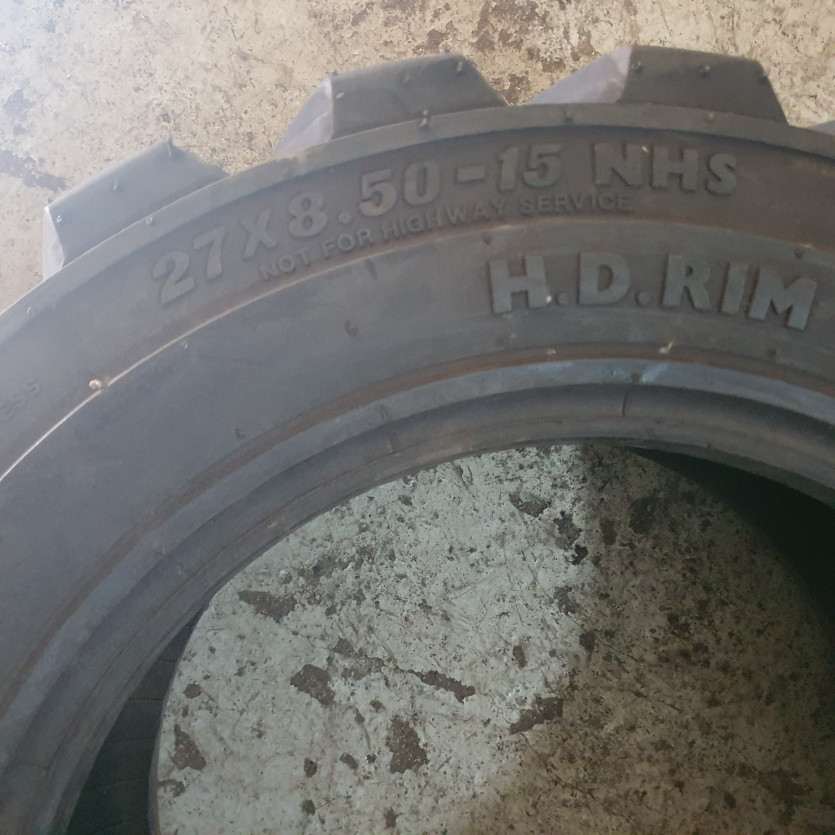 27X8.50-15 NHS
NOT FOR HIGHWAY SERVICE
H.D.RIM